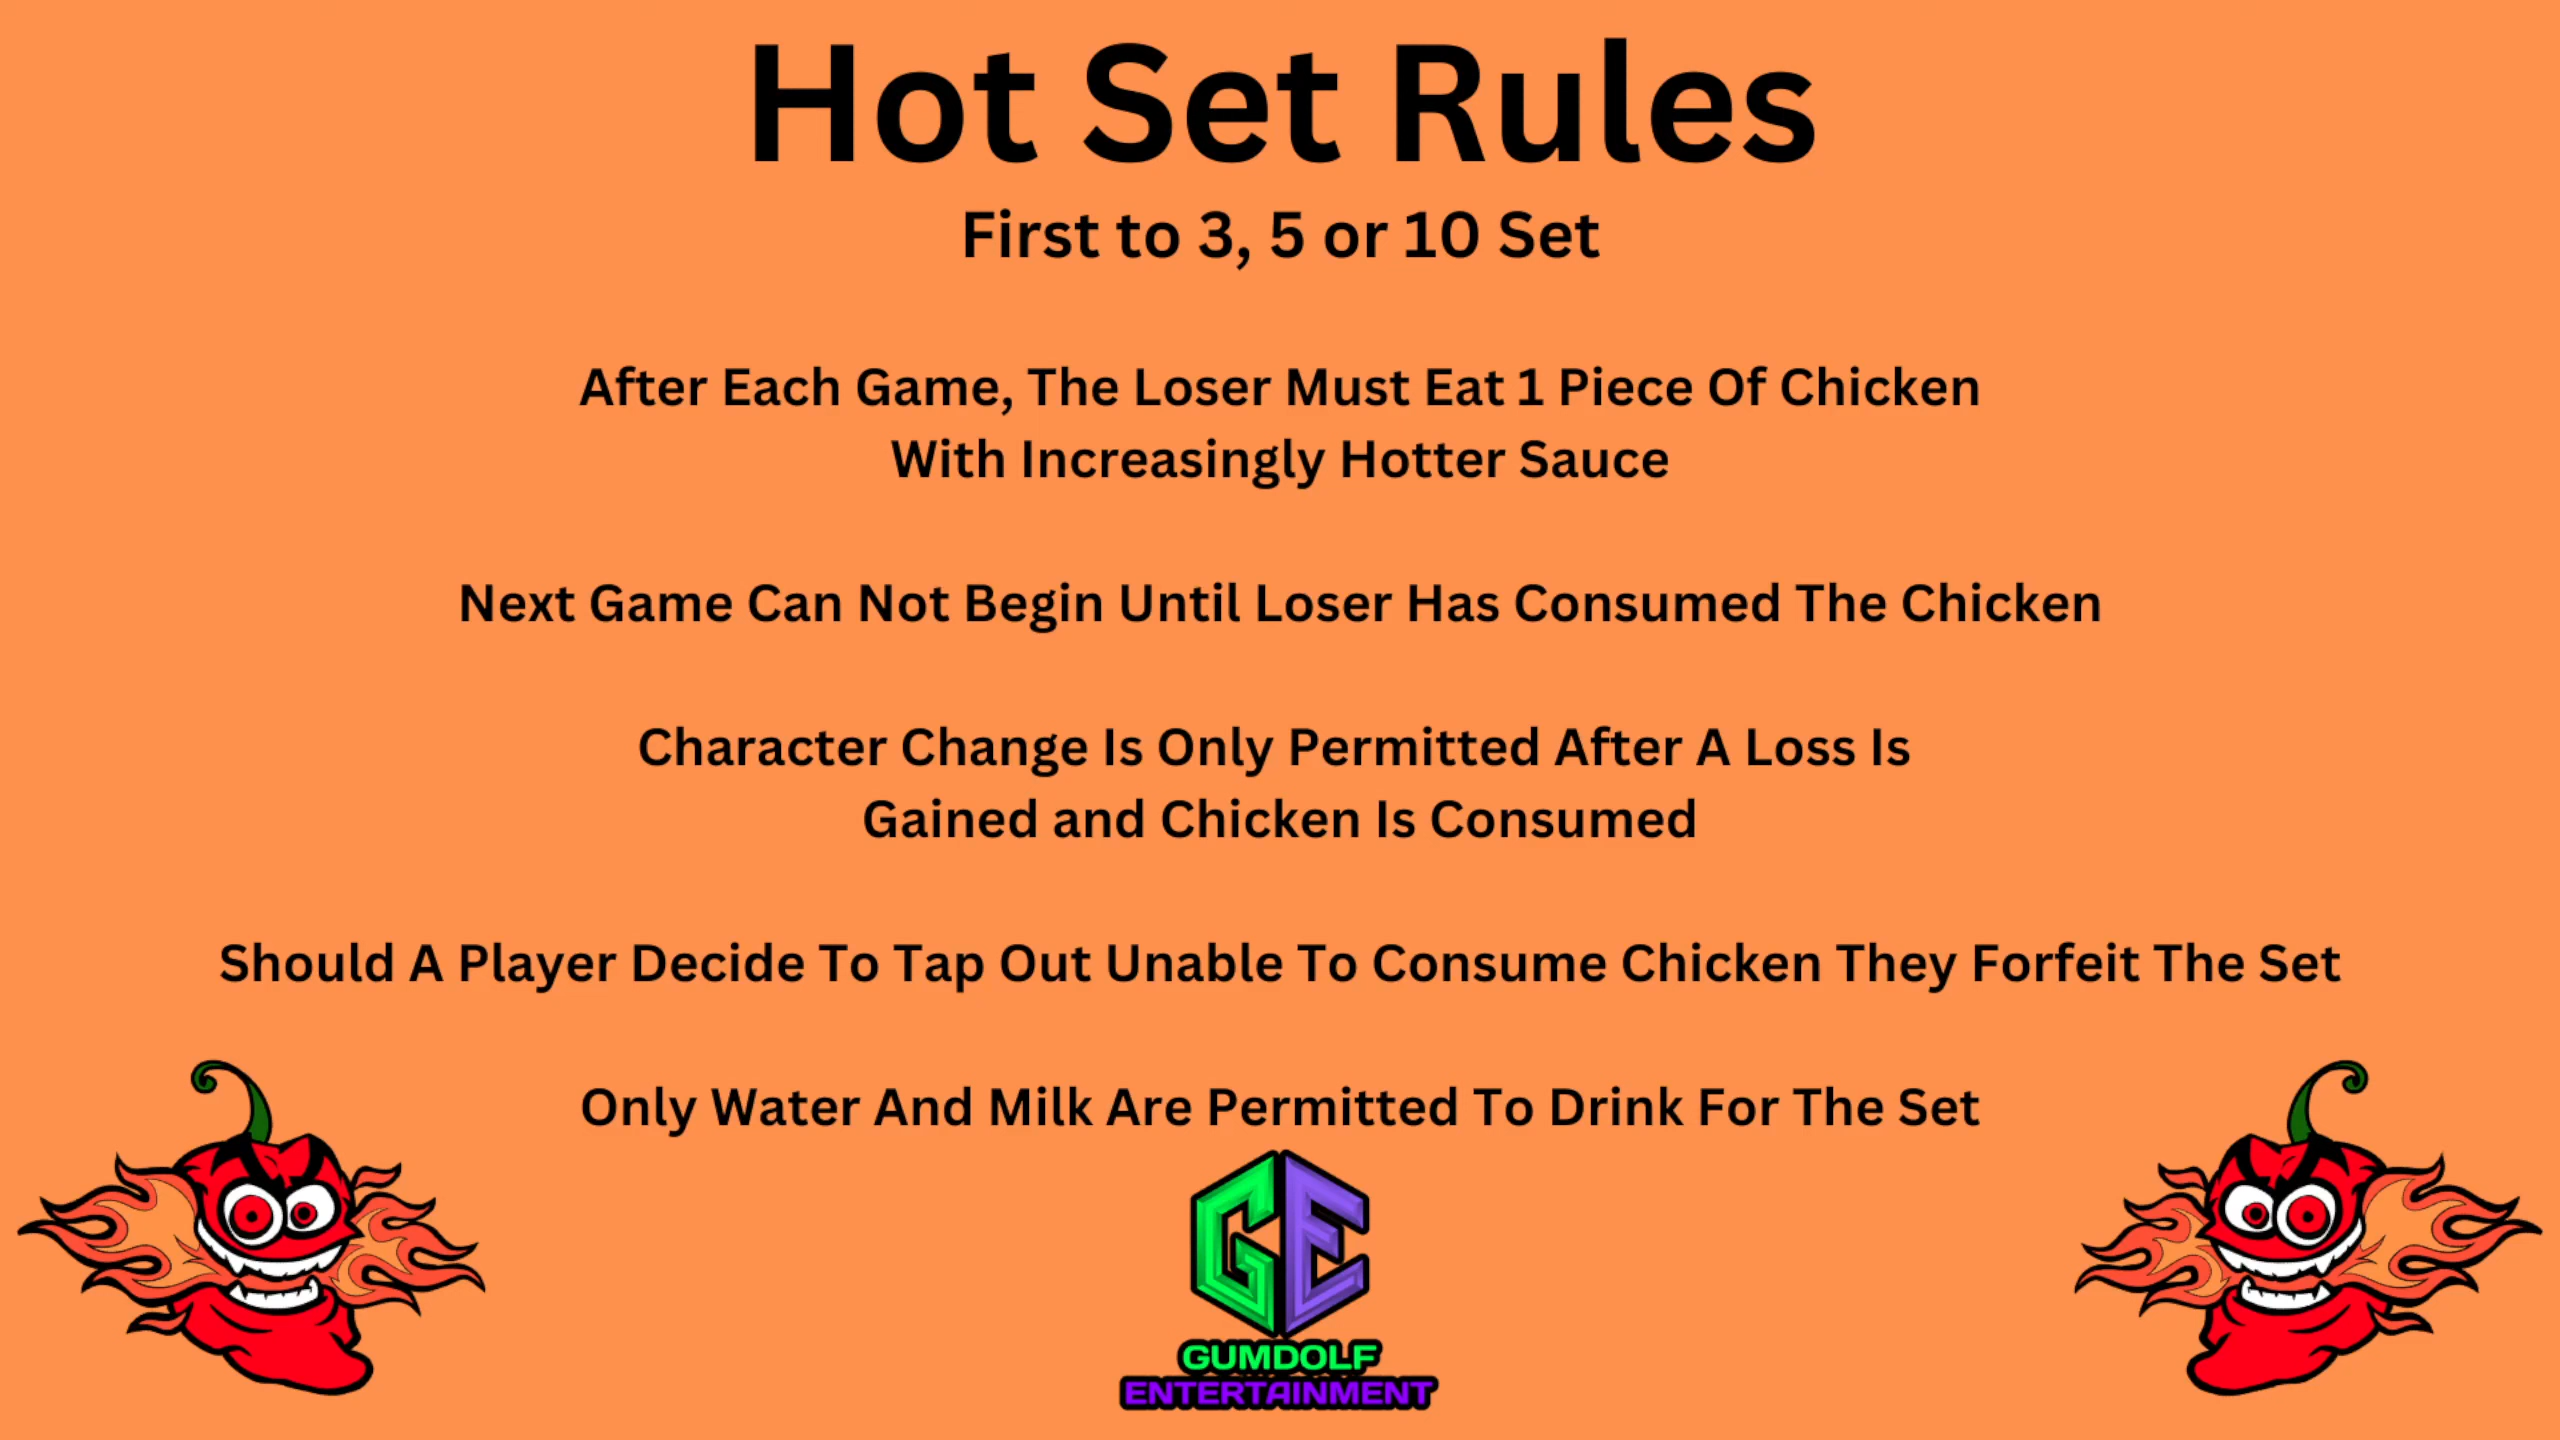 Hot Set Rules
First to 3, 5 or 10 Set
After Each Game, The Loser Must Eat 1 Piece Of Chicken
With Increasingly Hotter Sauce
Next Game Can Not Begin Until Loser Has Consumed The Chicken
Character Change Is Only Permitted After A Loss Is
Gained and Chicken Is Consumed
Should A Player Decide To Tap Out Unable To Consume Chicken They Forfeit The Set
Only Water And Milk Are Permitted To Drink For The Set
GE
GUMDOLF
ENTERTAINMENT